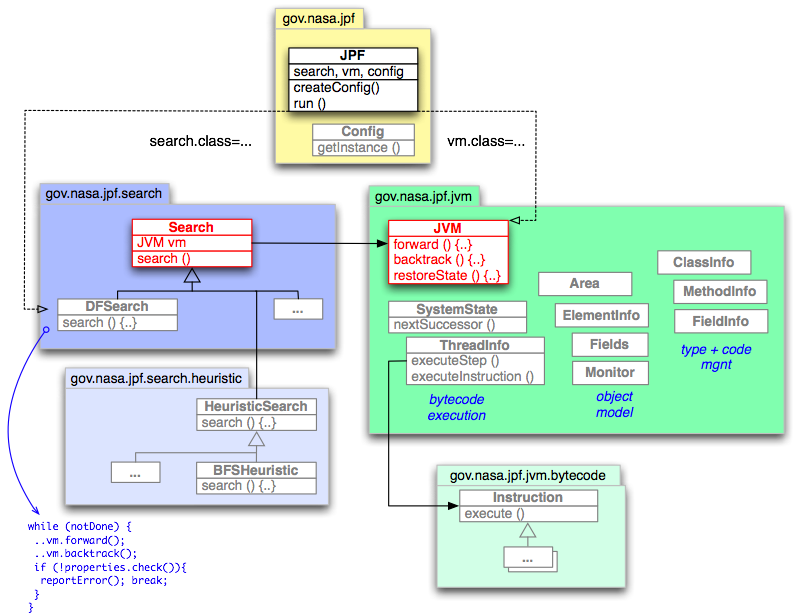 gov.nasa.jpf
JPF
search, vm, config
createConfig()
run ()
Config
getInstance ()
search.class=...
vm.class=...
gov.nasa.jpf.search
Search
JVM vm
search ()
DFSearch
search () {..}
...
gov.nasa.jpf.search.heuristic
HeuristicSearch
search () {..}
...
BFSHeuristic
search () {..}
while (notDone) {
..vm.forward();
..vm.backtrack();
if (!properties.check()){
reportError(); break;
}
}
gov.nasa.jpf.jvm
JVM
forward () {..}
backtrack () {..}
restoreState () {..}
SystemState
nextSuccessor ()
ThreadInfo
executeStep ()
executeInstruction ()
bytecode
execution
Area
ElementInfo
Fields
Monitor
object
model
ClassInfo
MethodInfo
FieldInfo
type + code
mgnt
gov.nasa.jpf.jvm.bytecode
Instruction
execute ()
...